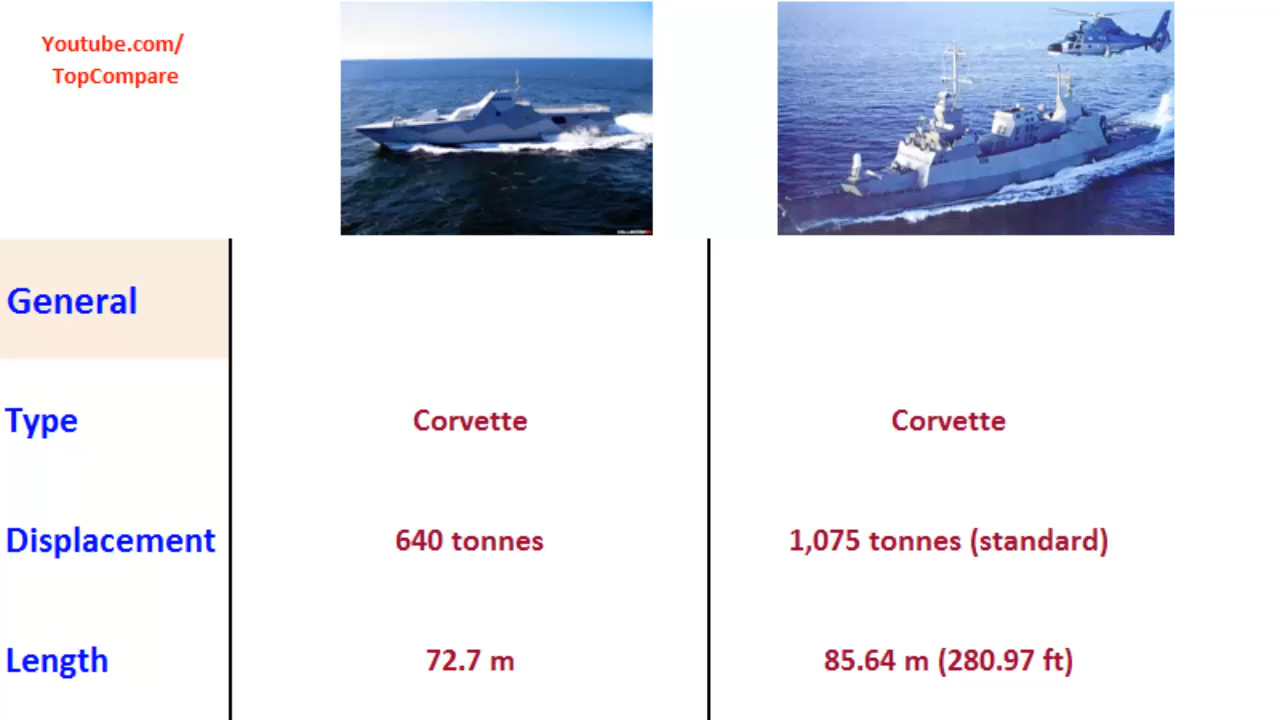 Youtube.com/
TopCompare
General
Type Corvette Corvette
Displacement 640 tonnes 1,075 tonnes (standard)
Length 72.7 m 85.64 m (280.97 ft)